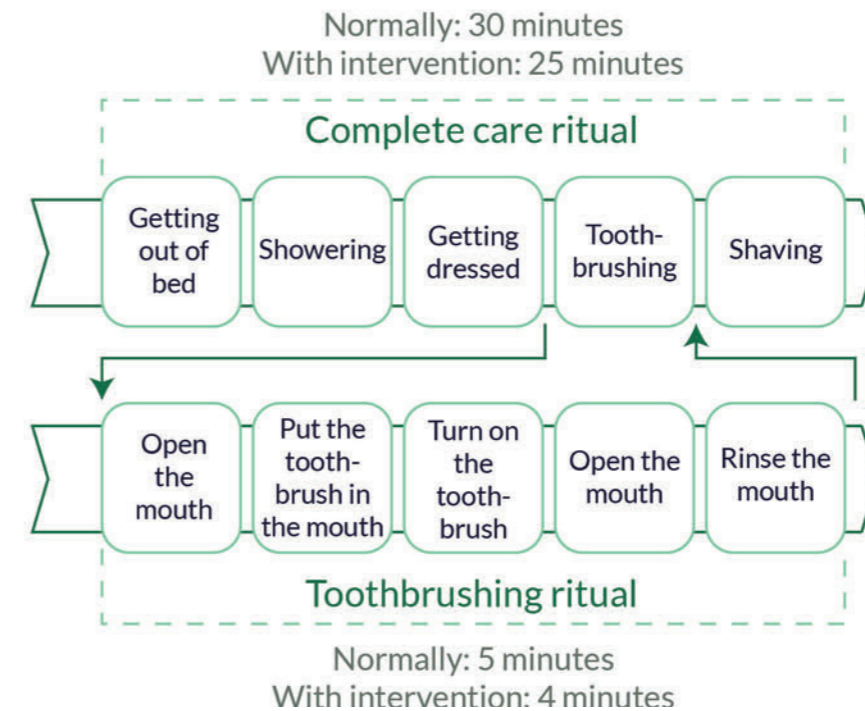 Normally: 30 minutes
With intervention: 25 minutes
Complete care ritual
Getting
out of
bed
Showering
Getting
dressed
Tooth-
brushing
Shaving
Open
the
mouth
Put the
tooth-
brush in
the mouth
Turn on
the
tooth-
brush
Open the
mouth
Rinse the
mouth
Toothbrushing ritual
Normally: 5 minutes
With intervention: 4 minutes